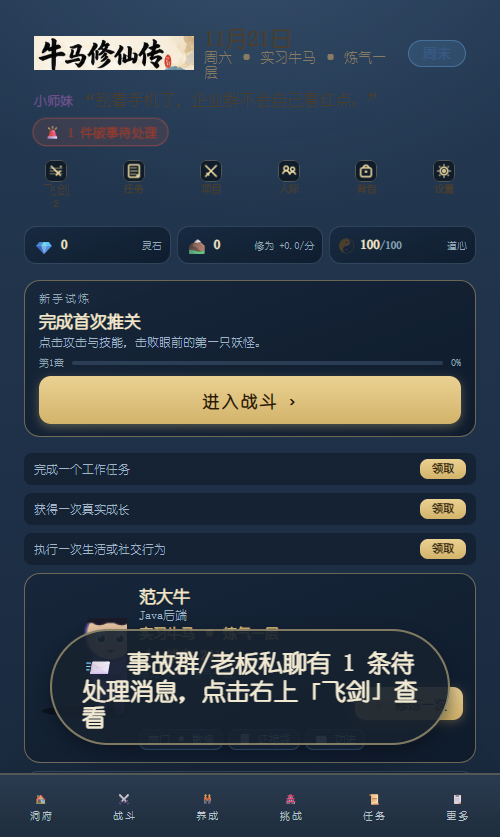 牛马修仙传
11月21日
周六 • 实习牛马 • 炼气一层
周末
小师妹
1 件破事待处理
飞剑
2
任务
项目
人际
背包
设置
0 灵石
0 修为 +0.0/分
100/100 道心
新手试炼
完成首次推关
点击攻击与技能，击败眼前的第一只妖怪。
第1章
0%
进入战斗 ›
完成一个工作任务 领取
获得一次真实成长 领取
执行一次生活或社交行为 领取
范大牛
Java后端
实习牛马 • 炼气一层
事故群/老板私聊有 1 条待
处理消息，点击右上「飞剑」查
看
洞府
战斗
养成
挑战
任务
更多